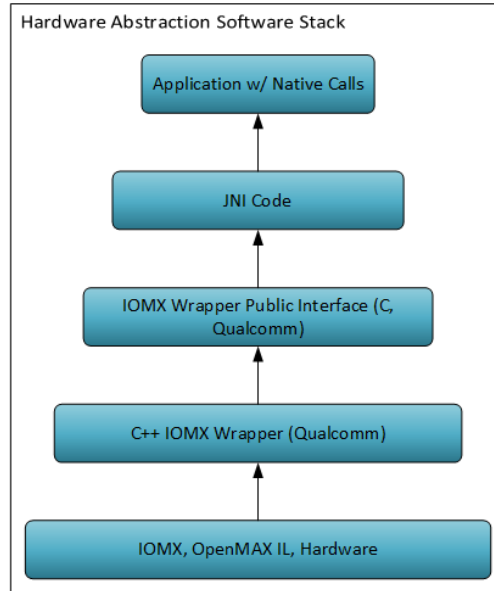 Hardware Abstraction Software Stack
Application w/ Native Calls
JNI Code
IOMX Wrapper Public Interface (C,
Qualcomm)
C++ IOMX Wrapper (Qualcomm)
IOMX, OpenMAX IL, Hardware